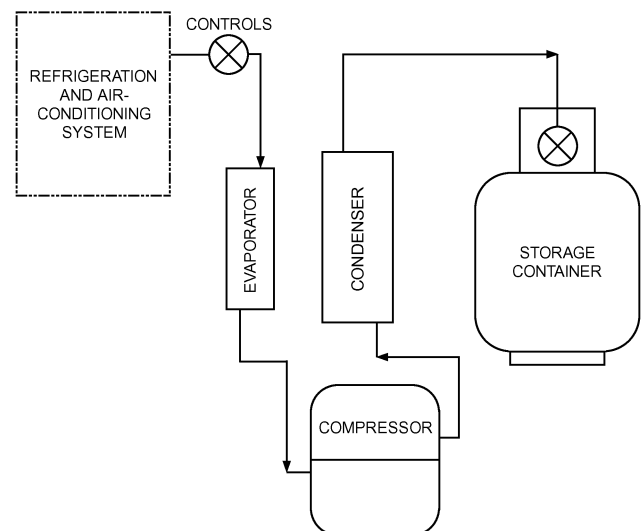 CONTROLS
REFRIGERATION
AND AIR-
CONDITIONING
SYSTEM
EVAPORATOR
CONDENSER
STORAGE
CONTAINER
COMPRESSOR